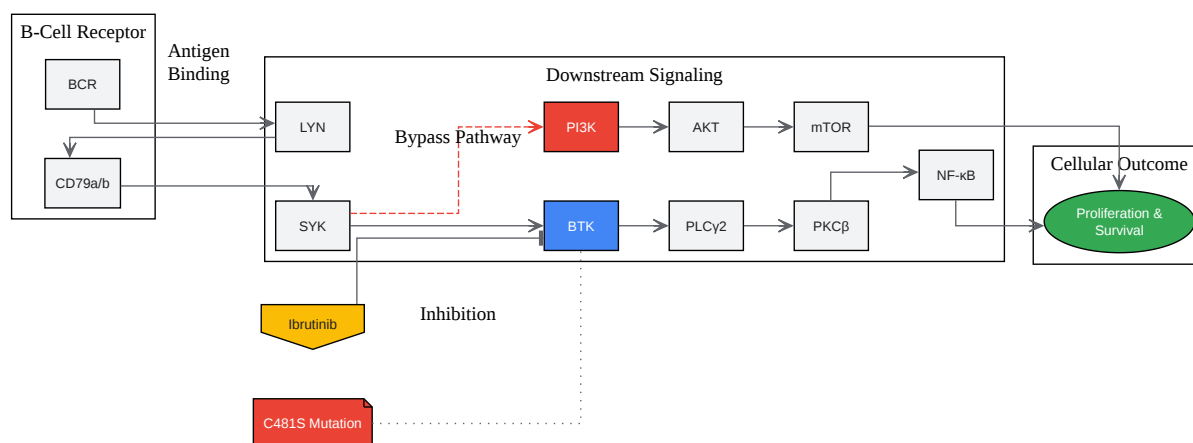 B-Cell Receptor
BCR
CD79a/b
Antigen
Binding
Downstream Signaling
LYN
Bypass Pathway
PI3K
AKT
mTOR
NF-κB
SYK
BTK
PLCγ2
PKCβ
Cellular Outcome
Proliferation &
Survival
Ibrutinib
Inhibition
C481S Mutation